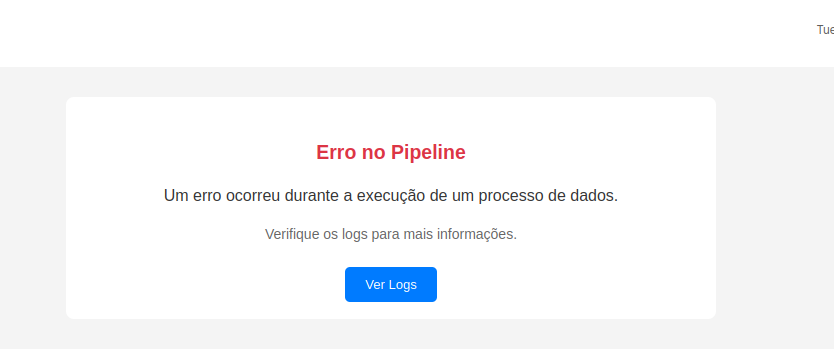 Tue
Erro no Pipeline
Um erro ocorreu durante a execução de um processo de dados.
Verifique os logs para mais informações.
Ver Logs